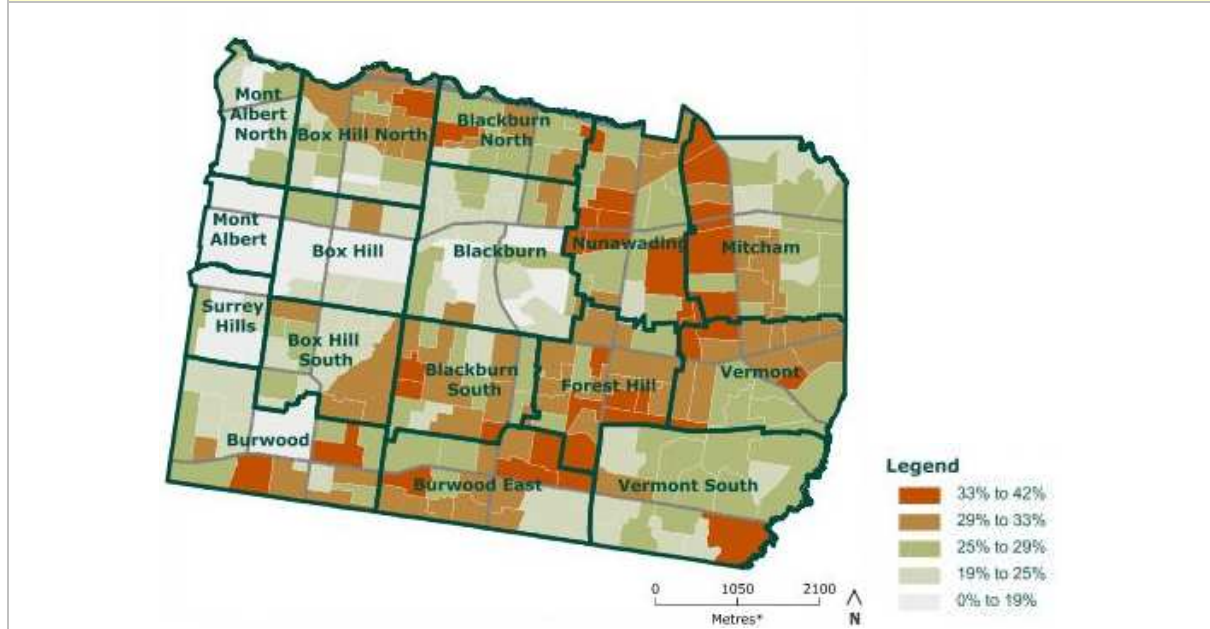 Mont
Albert
North
Box Hill North
Blackburn
North
Mont
Albert
Box Hill
Blackburn
Nunawading
Mitcham
Surrey
Hills
Box Hill
South
Blackburn
South
Forest Hill
Vermont
Burwood
Burwood East
Vermont South
Legend
33% to 42%
29% to 33%
25% to 29%
19% to 25%
0% to 19%
0 1050 2100
Metres*
N